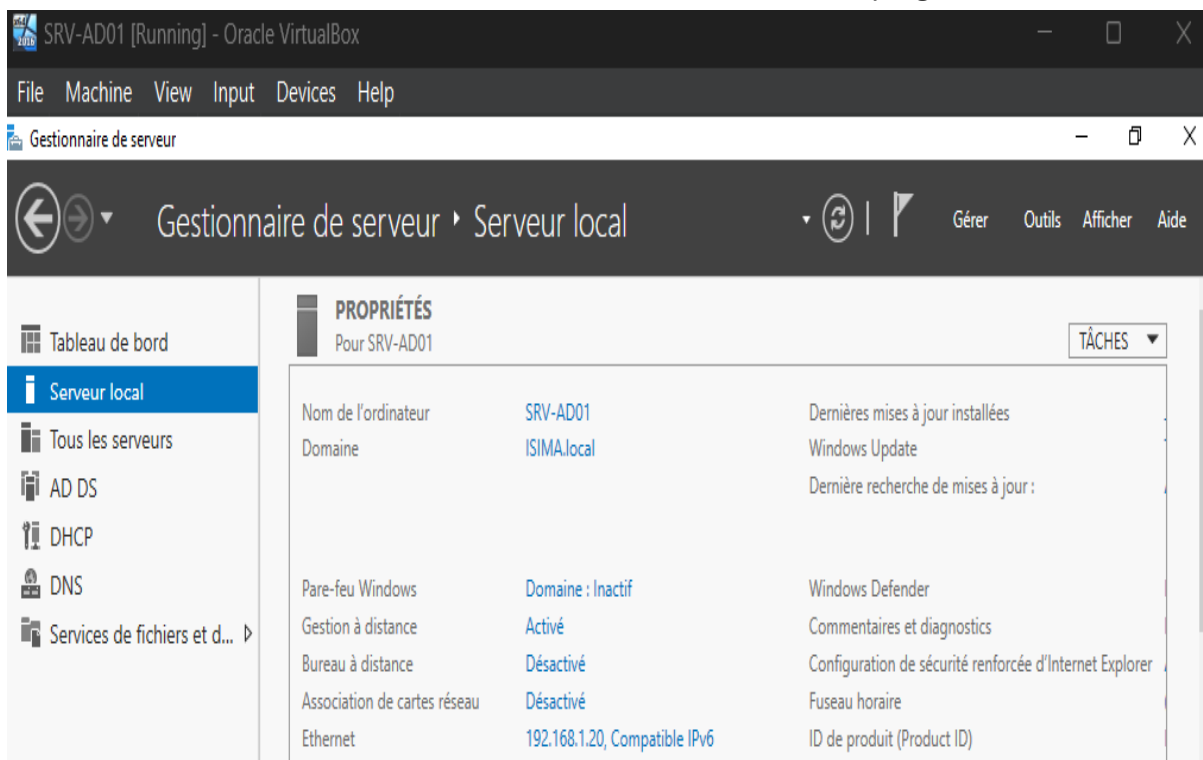 SRV-AD01 [Running] - Oracle VirtualBox
File Machine View Input Devices Help
Gestionnaire de serveur
Gestionnaire de serveur ‣ Serveur local
Gérer Outils Afficher Aide
Tableau de bord
Serveur local
Tous les serveurs
AD DS
DHCP
DNS
Services de fichiers et d...
PROPRIÉTÉS
Pour SRV-AD01
TÂCHES
Nom de l'ordinateur SRV-AD01 Dernières mises à jour installées
Domaine ISIMA.local Windows Update
Dernière recherche de mises à jour :
Pare-feu Windows Domaine : Inactif Windows Defender
Gestion à distance Activé Commentaires et diagnostics
Bureau à distance Désactivé Configuration de sécurité renforcée d'Internet Explorer
Association de cartes réseau Désactivé Fuseau horaire
Ethernet 192.168.1.20, Compatible IPv6 ID de produit (Product ID)